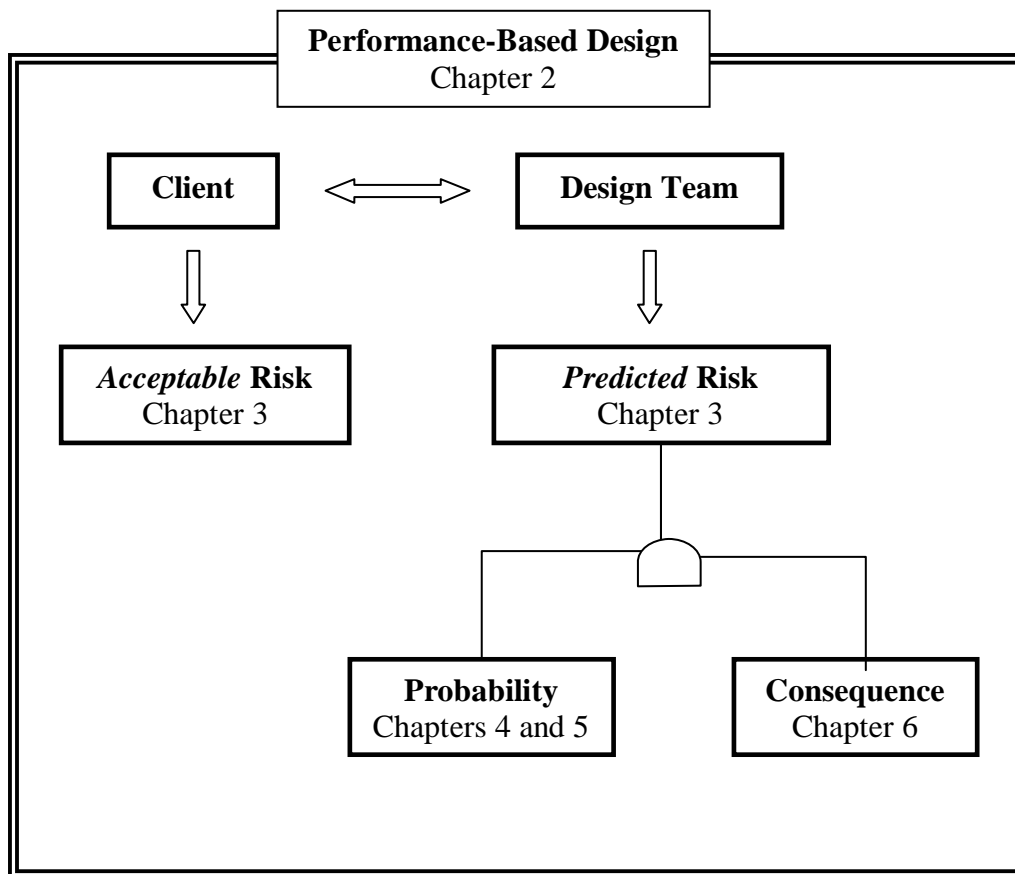 Performance-Based Design
Chapter 2
Client
Design Team
Acceptable Risk
Chapter 3
Predicted Risk
Chapter 3
Probability
Chapters 4 and 5
Consequence
Chapter 6